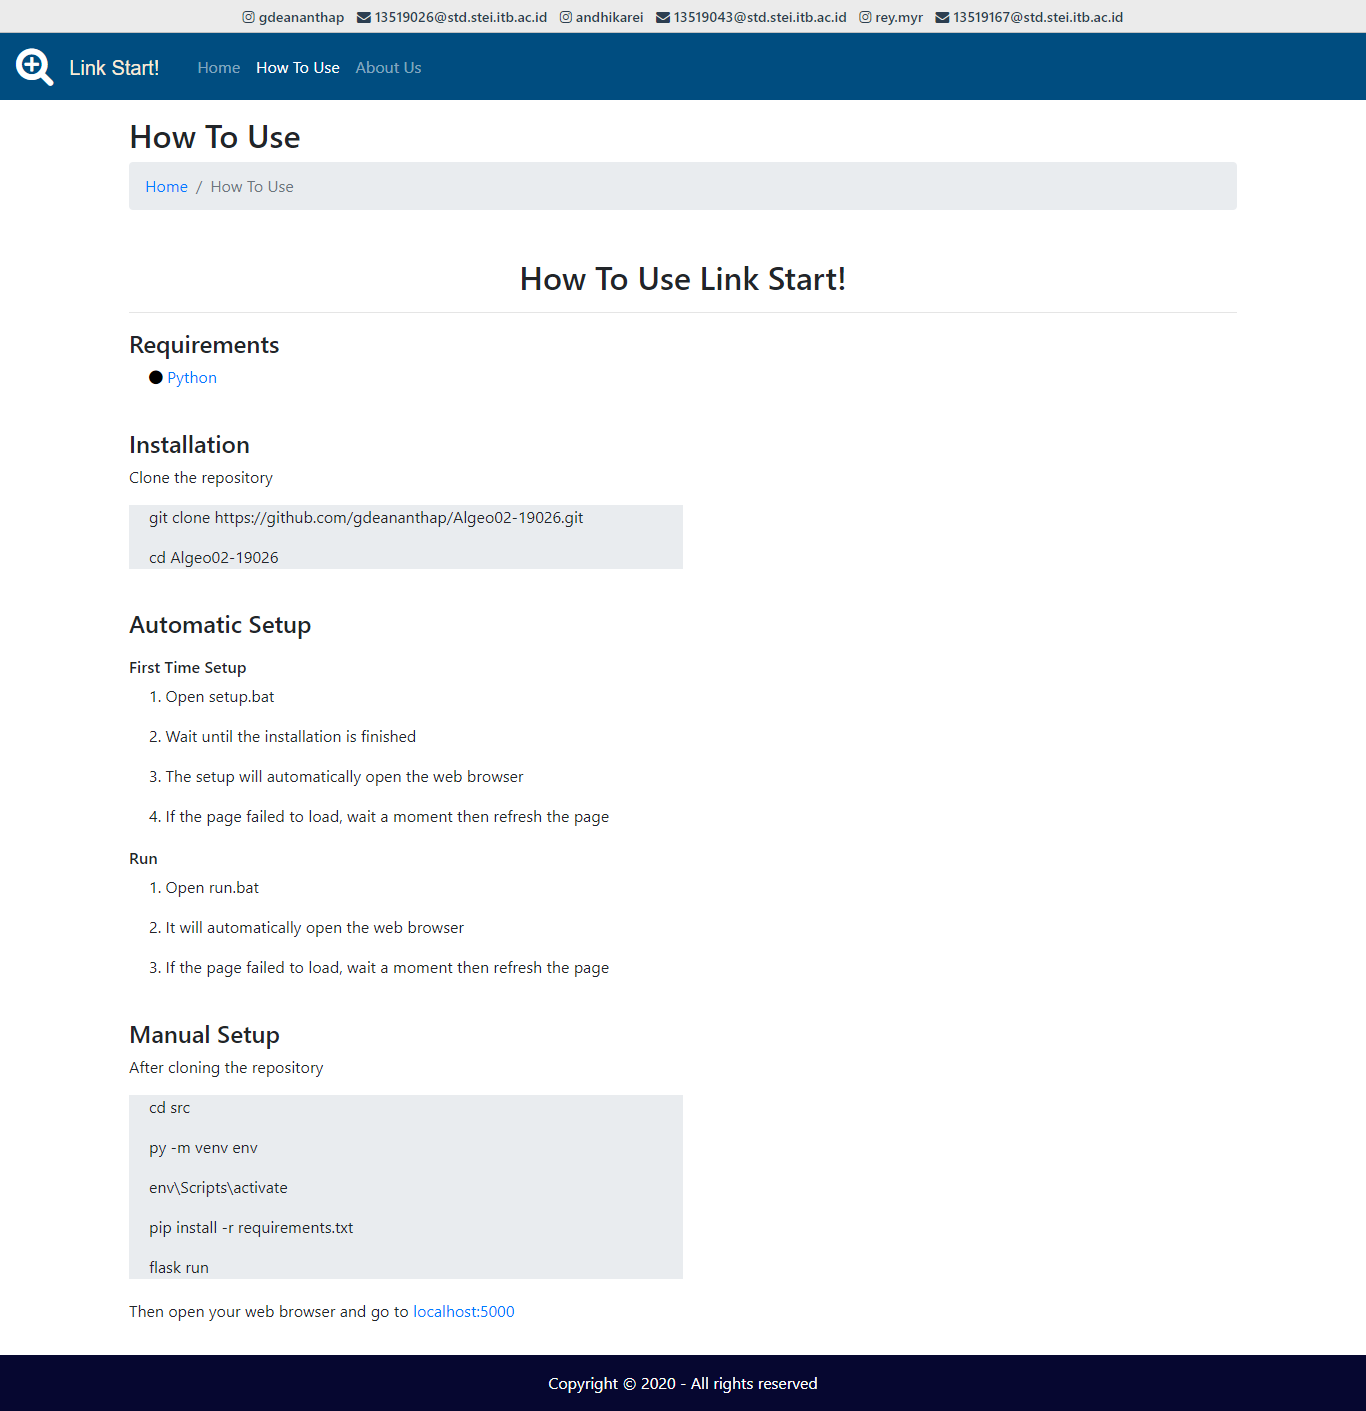 gdeananthap 13519026@std.stei.itb.ac.id andhikarei 13519043@std.stei.itb.ac.id rey.myr 13519167@std.stei.itb.ac.id
Link Start! Home How To Use About Us
How To Use
Home / How To Use
How To Use Link Start!
Requirements
Python
Installation
Clone the repository
git clone https://github.com/gdeananthap/Algeo02-19026.git
cd Algeo02-19026
Automatic Setup
First Time Setup
1. Open setup.bat
2. Wait until the installation is finished
3. The setup will automatically open the web browser
4. If the page failed to load, wait a moment then refresh the page
Run
1. Open run.bat
2. It will automatically open the web browser
3. If the page failed to load, wait a moment then refresh the page
Manual Setup
After cloning the repository
cd src
py -m venv env
env\Scripts\activate
pip install -r requirements.txt
flask run
Then open your web browser and go to localhost:5000
Copyright © 2020 - All rights reserved